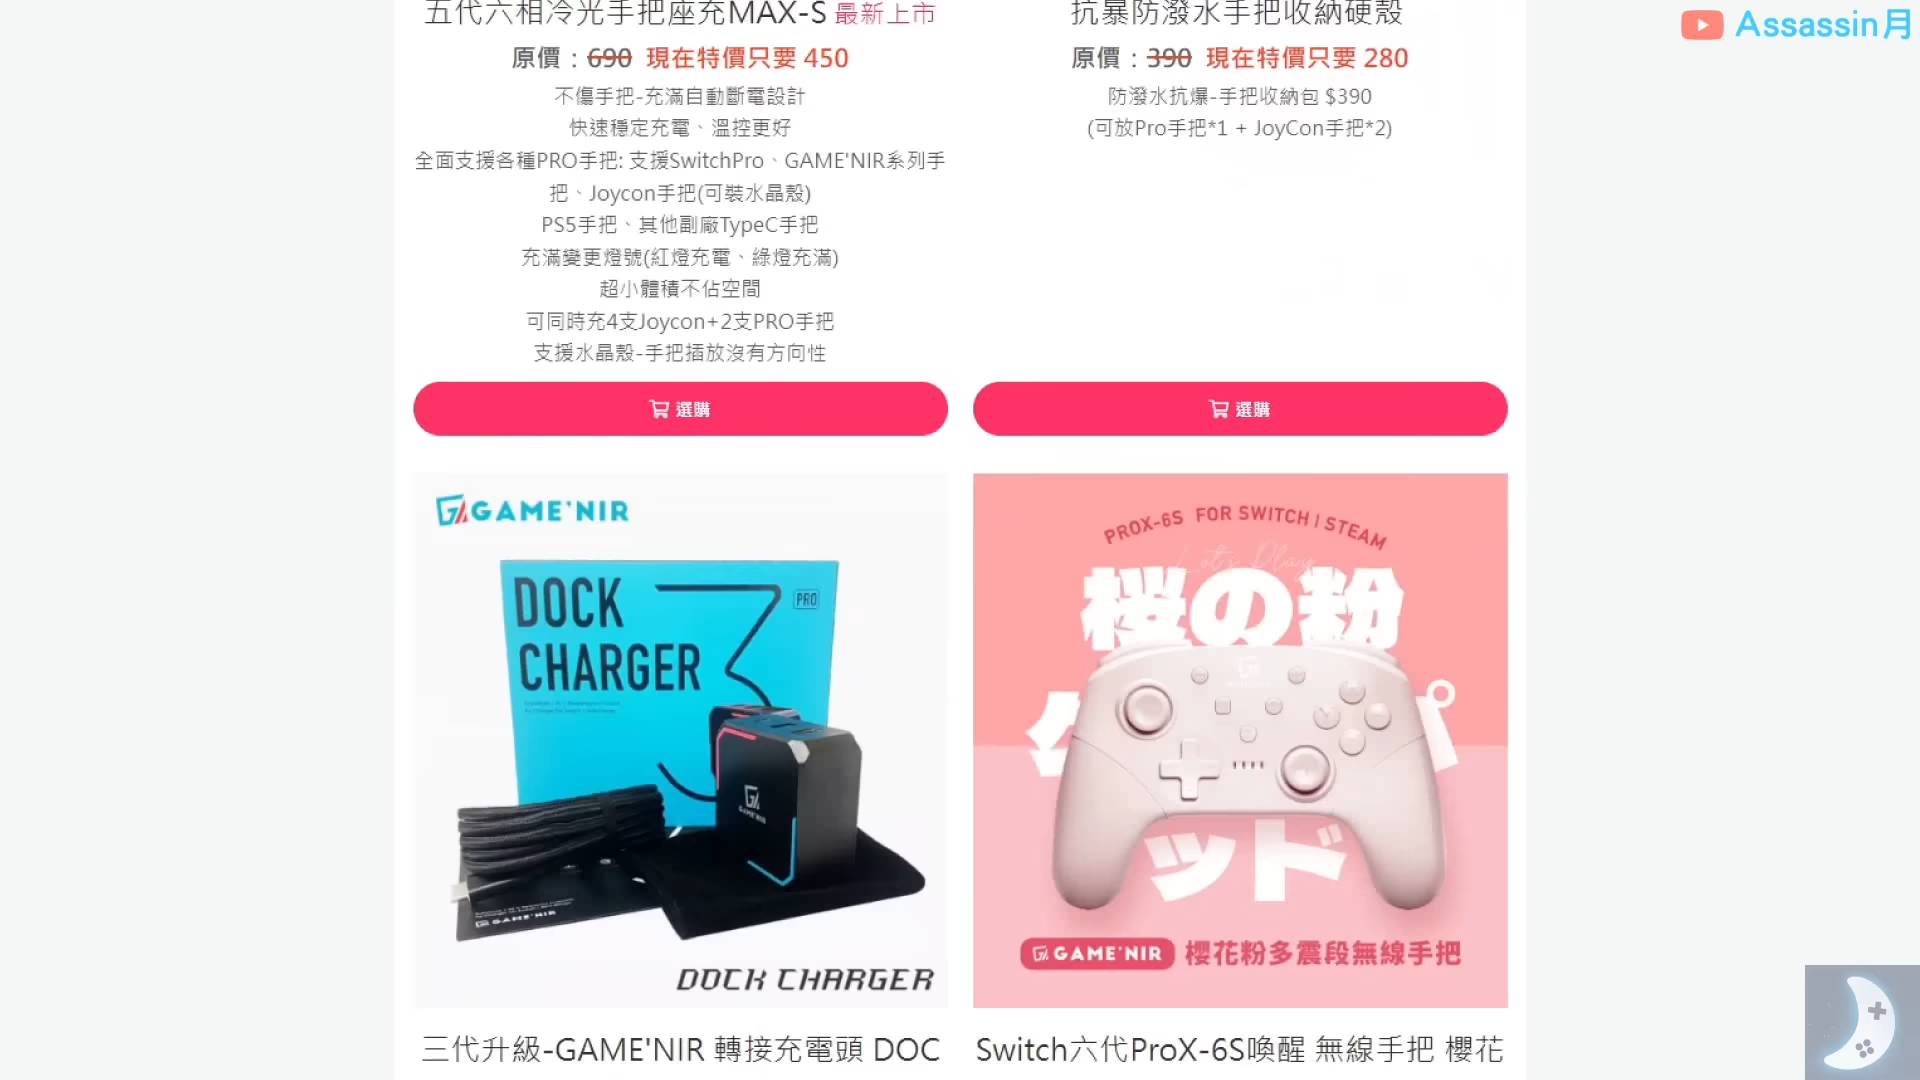 五代六相冷光手把座充MAX-S 最新上市
原價：690 現在特價只要 450
不傷手把-充滿自動斷電設計
快速穩定充電、溫控更好
全面支援各種PRO手把: 支援SwitchPro、GAME'NIR系列手
把、Joycon手把(可裝水晶殼)
PS5手把、其他副廠TypeC手把
充滿變更燈號(紅燈充電、綠燈充滿)
超小體積不佔空間
可同時充4支Joycon+2支PRO手把
支援水晶殼-手把插放沒有方向性
選購
抗暴防潑水手把收納硬殼
原價：390 現在特價只要 280
防潑水抗爆-手把收納包 $390
(可放Pro手把*1 + JoyCon手把*2)
選購
GAME'NIR
DOCK
CHARGER
3
PRO
GAME'NIR
GAME'NIR
DOCK CHARGER
三代升級-GAME'NIR 轉接充電頭 DOC
PROX-6S FOR SWITCH | STEAM
Let's Play
桜の粉
ッド
GAME'NIR 櫻花粉多震段無線手把
Switch六代ProX-6S喚醒 無線手把 櫻花
Assassin月